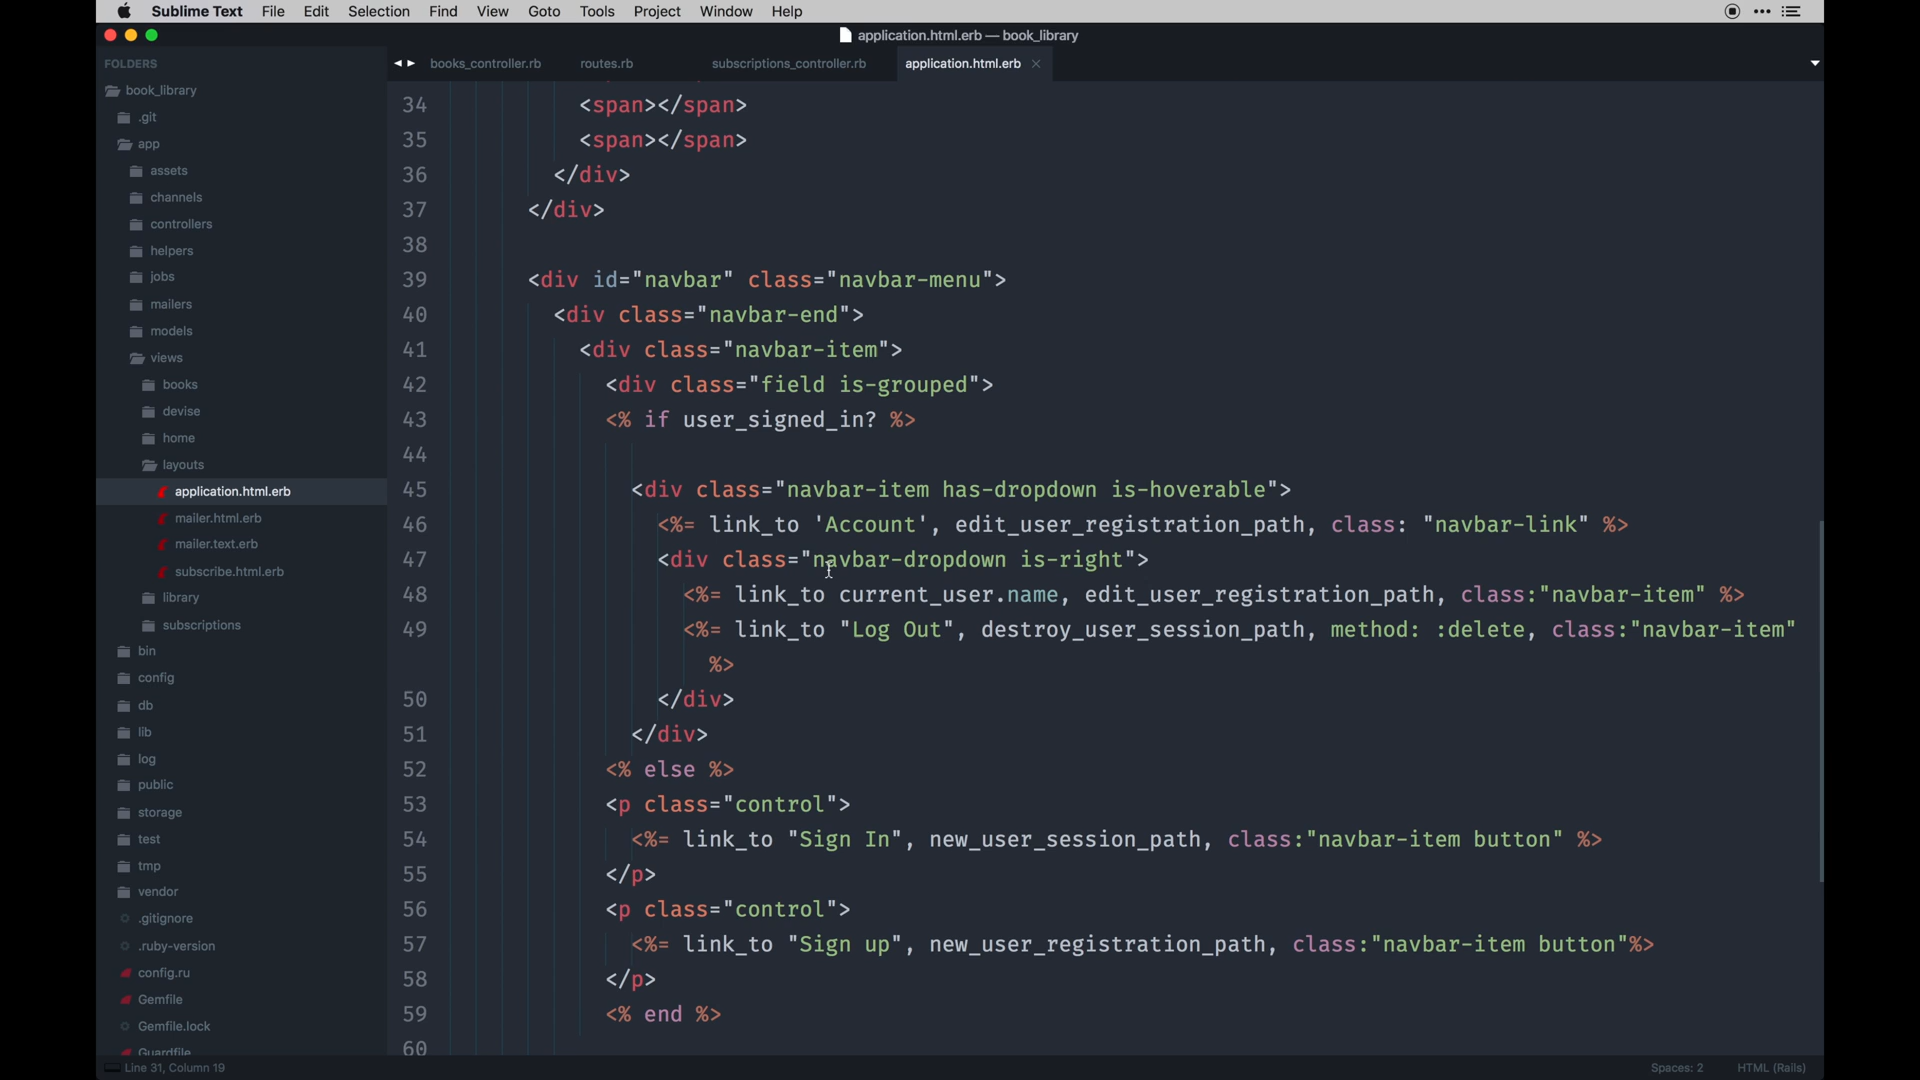 Sublime Text File Edit Selection Find View Goto Tools Project Window Help
application.html.erb — book_library
FOLDERS
book_library
.git
app
assets
channels
controllers
helpers
jobs
mailers
models
views
books
devise
home
layouts
application.html.erb
mailer.html.erb
mailer.text.erb
subscribe.html.erb
library
subscriptions
bin
config
db
lib
log
public
storage
test
tmp
vendor
.gitignore
.ruby-version
config.ru
Gemfile
Gemfile.lock
Guardfile
books_controller.rb routes.rb subscriptions_controller.rb application.html.erb ×
34 <span></span>
35 <span></span>
36 </div>
37 </div>
38
39 <div id="navbar" class="navbar-menu">
40 <div class="navbar-end">
41 <div class="navbar-item">
42 <div class="field is-grouped">
43 <% if user_signed_in? %>
44
45 <div class="navbar-item has-dropdown is-hoverable">
46 <%= link_to 'Account', edit_user_registration_path, class: "navbar-link" %>
47 <div class="navbar-dropdown is-right">
48 <%= link_to current_user.name, edit_user_registration_path, class:"navbar-item" %>
49 <%= link_to "Log Out", destroy_user_session_path, method: :delete, class:"navbar-item"
%>
50 </div>
51 </div>
52 <% else %>
53 <p class="control">
54 <%= link_to "Sign In", new_user_session_path, class:"navbar-item button" %>
55 </p>
56 <p class="control">
57 <%= link_to "Sign up", new_user_registration_path, class:"navbar-item button"%>
58 </p>
59 <% end %>
60
Line 31, Column 19 Spaces: 2 HTML (Rails)